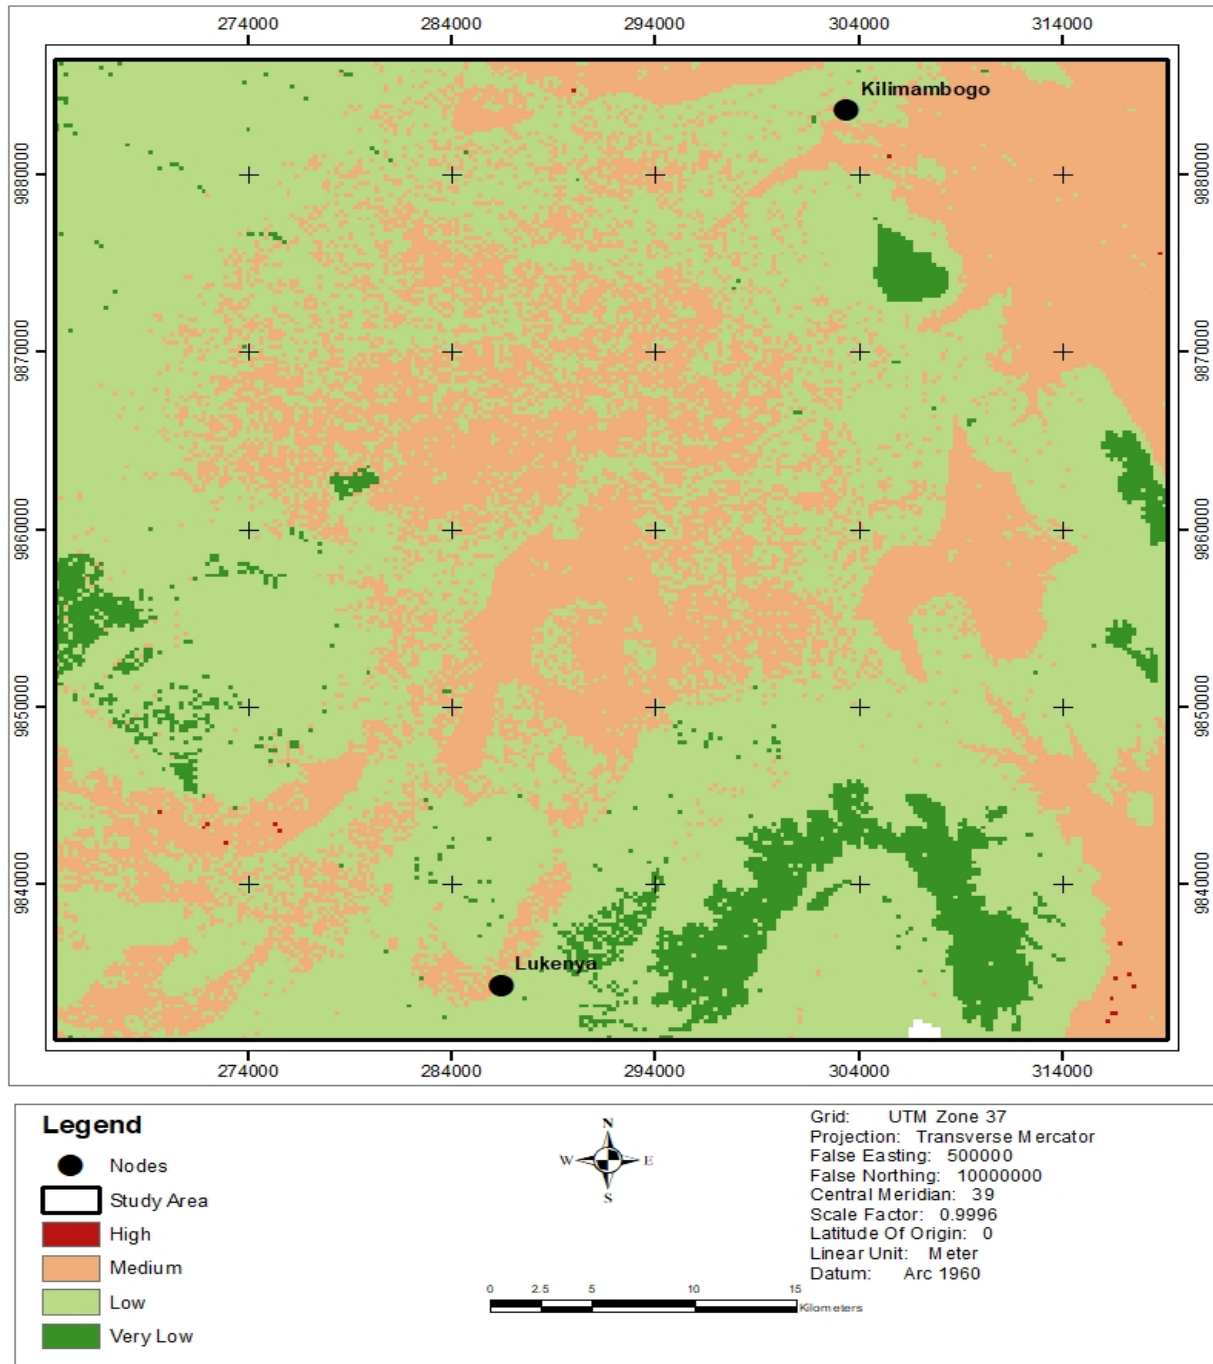 274000 284000 294000 304000 314000
Kilimambogo
9880000 9880000
9870000 9870000
9860000 9860000
9850000 9850000
9840000 9840000
Lukenya
274000 284000 294000 304000 314000
Legend
Nodes
Study Area
High
Medium
Low
Very Low
N
W E
S
0 2.5 5 10 15
Kilometers
Grid: UTM Zone 37
Projection: Transverse Mercator
False Easting: 500000
False Northing: 10000000
Central Meridian: 39
Scale Factor: 0.9996
Latitude Of Origin: 0
Linear Unit: Meter
Datum: Arc 1960